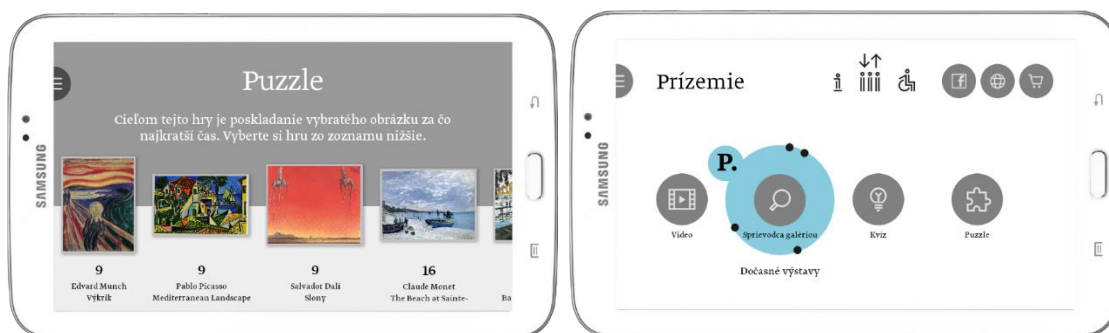 SAMSUNG
Puzzle
Cieľom tejto hry je poskladanie vybratého obrázku za čo
najkratší čas. Vyberte si hru zo zoznamu nižšie.
9
Edvard Munch
Výkrik
9
Pablo Picasso
Mediterranean Landscape
9
Salvador Dalí
Slony
16
Claude Monet
The Beach at Sainte-
Ba
SAMSUNG
Prízemie
P.
Video
Sprievodca galériou
Kvíz
Puzzle
Dočasné výstavy